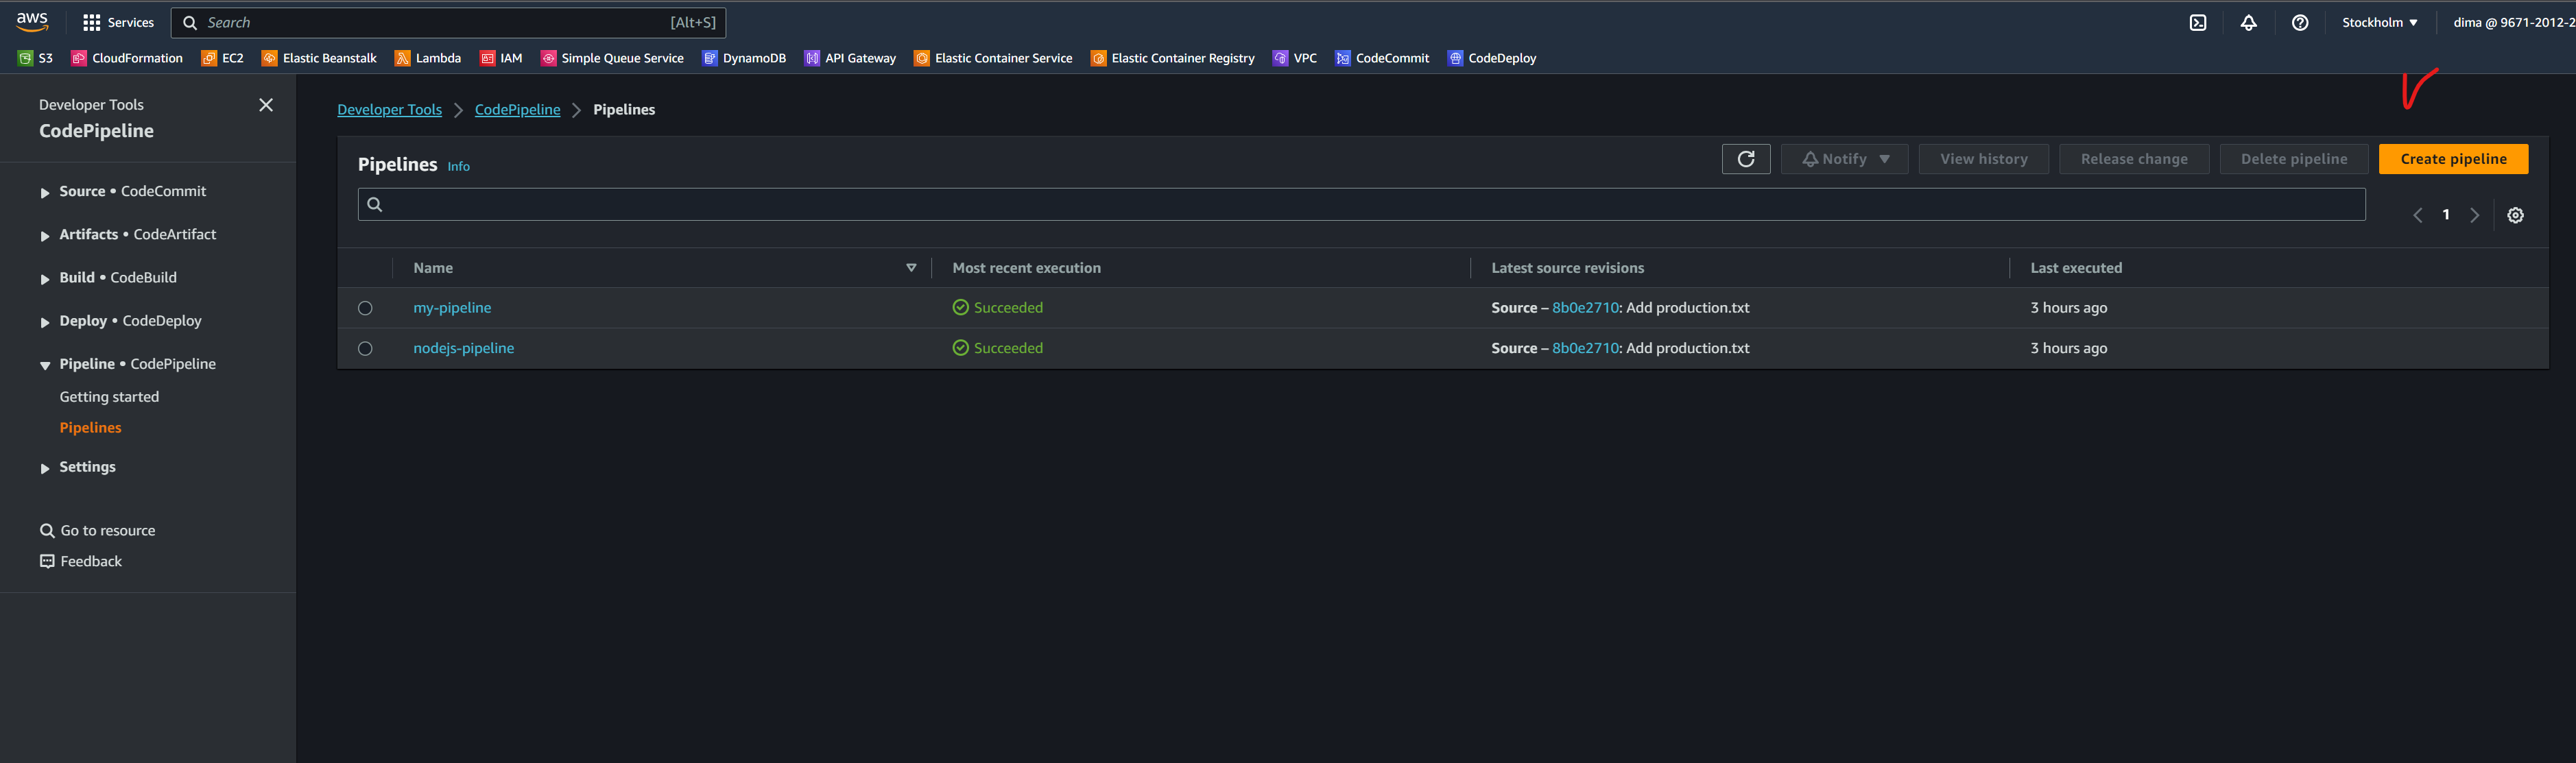 aws Services Search [Alt+S] Stockholm dima @ 9671-2012-2
S3 CloudFormation EC2 Elastic Beanstalk Lambda IAM Simple Queue Service DynamoDB API Gateway Elastic Container Service Elastic Container Registry VPC CodeCommit CodeDeploy
Developer Tools
CodePipeline
Source • CodeCommit
Artifacts • CodeArtifact
Build • CodeBuild
Deploy • CodeDeploy
Pipeline • CodePipeline
Getting started
Pipelines
Settings
Go to resource
Feedback
Developer Tools CodePipeline Pipelines
Pipelines Info Notify View history Release change Delete pipeline Create pipeline
1
Name Most recent execution Latest source revisions Last executed
my-pipeline Succeeded Source – 8b0e2710: Add production.txt 3 hours ago
nodejs-pipeline Succeeded Source – 8b0e2710: Add production.txt 3 hours ago